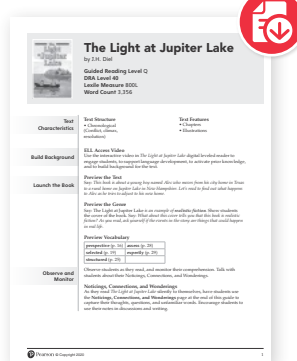 The Light at Jupiter Lake
by I.H. Diel
Guided Reading Level Q
DRA Level 40
Lexile Measure 800L
Word Count 3,356
Text Characteristics
Text Structure
• Chronological
(Conflict, climax,
resolution)
Text Features
• Chapters
• Illustrations
Build Background
ELL Access Video
Use the interactive video in The Light at Jupiter Lake digital leveled reader to
engage students, to support language development, to activate prior knowledge,
and to build background for the text.
Launch the Book
Preview the Text
Say: This book is about a young boy named Alex who moves from his city home in Texas
to a rural home on Jupiter Lake in New Hampshire. Let's read to find out what happens
to Alex as he tries to adjust to his new home.
Preview the Genre
Say: The Light at Jupiter Lake is an example of realistic fiction. Show students
the cover of the book. Say: What about this cover tells you that this book is realistic
fiction? As you read, ask yourself if the events in the story are things that could happen
in real life.
Preview Vocabulary
perspective (p. 16) access (p. 28)
selected (p. 19) expertly (p. 29)
structured (p. 29)
Observe and Monitor
Observe students as they read, and monitor their comprehension. Talk with
students about their Noticings, Connections, and Wonderings.
Noticings, Connections, and Wonderings
As they read The Light at Jupiter Lake silently to themselves, have students use
the Noticings, Connections, and Wonderings page at the end of this guide to
capture their thoughts, questions, and unfamiliar words. Encourage students to
use their notes in discussions and writing.
Pearson © Copyright 2020
1